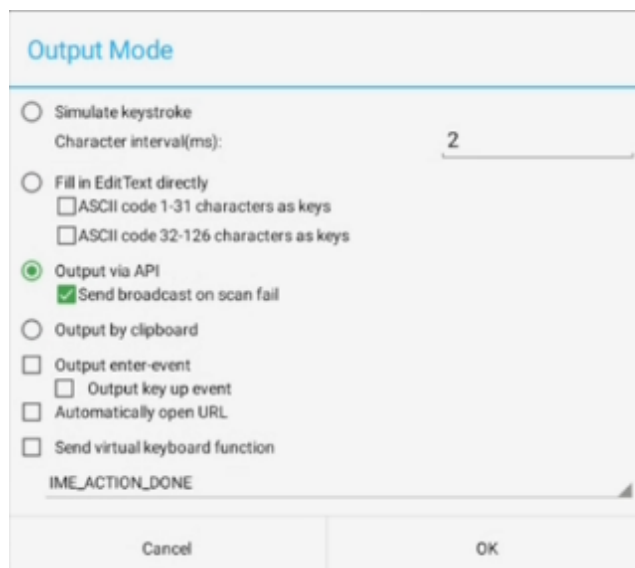 Output Mode
Simulate keystroke
Character interval(ms): 2
Fill in EditText directly
ASCII code 1-31 characters as keys
ASCII code 32-126 characters as keys
Output via API
Send broadcast on scan fail
Output by clipboard
Output enter-event
Output key up event
Automatically open URL
Send virtual keyboard function
IME_ACTION_DONE
Cancel OK